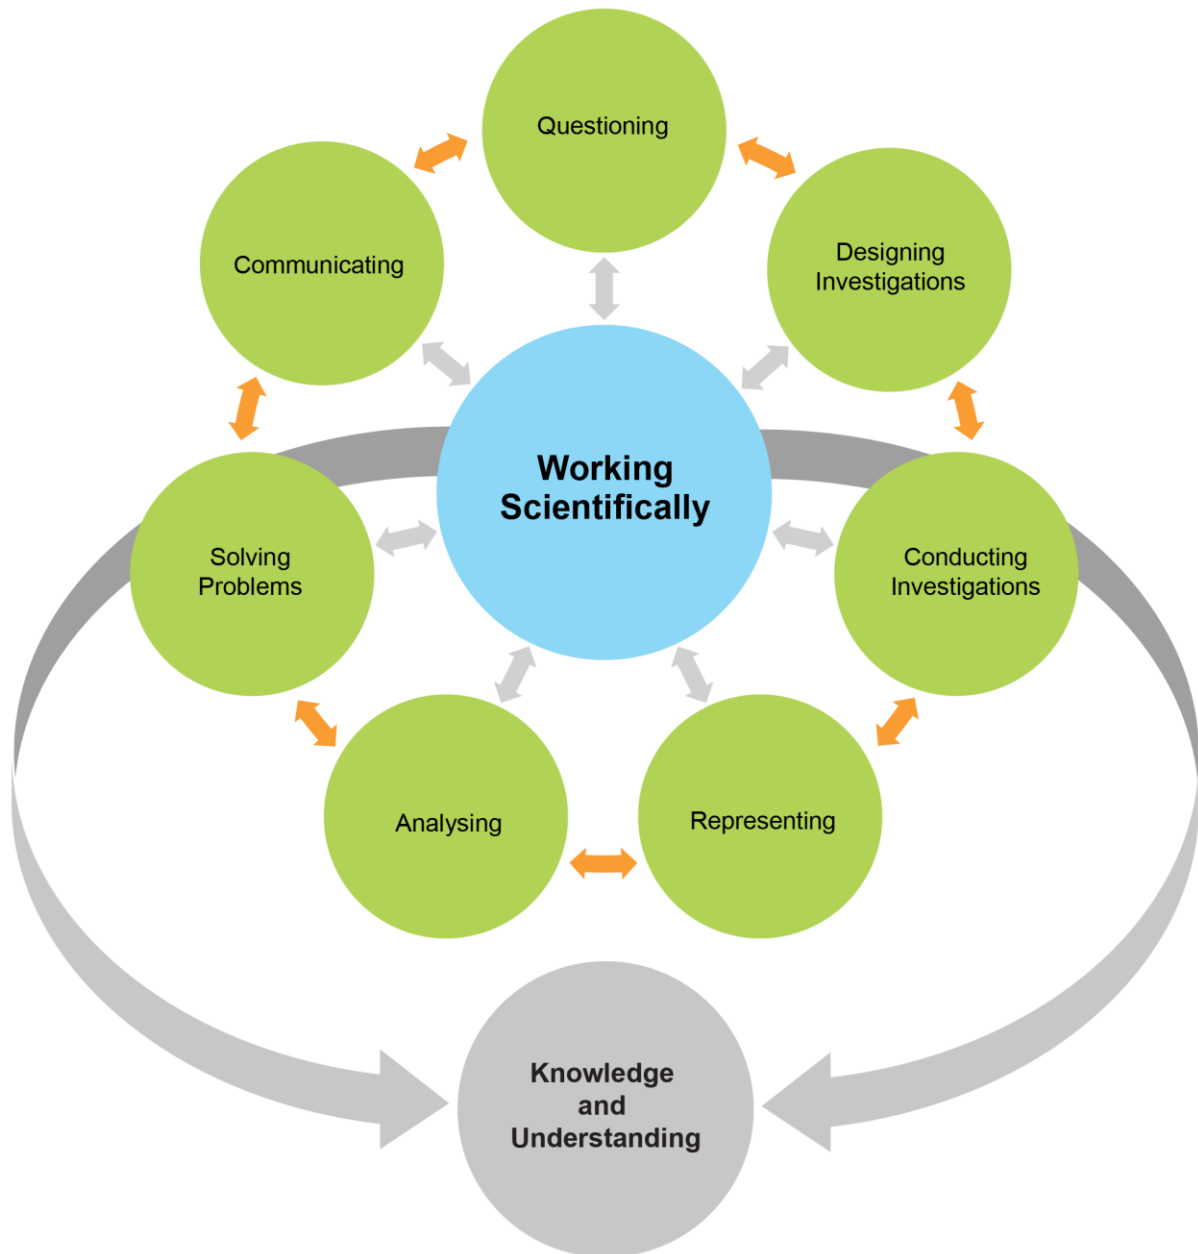 Questioning
Designing
Investigations
Communicating
Working
Scientifically
Solving
Problems
Conducting
Investigations
Analysing
Representing
Knowledge
and
Understanding